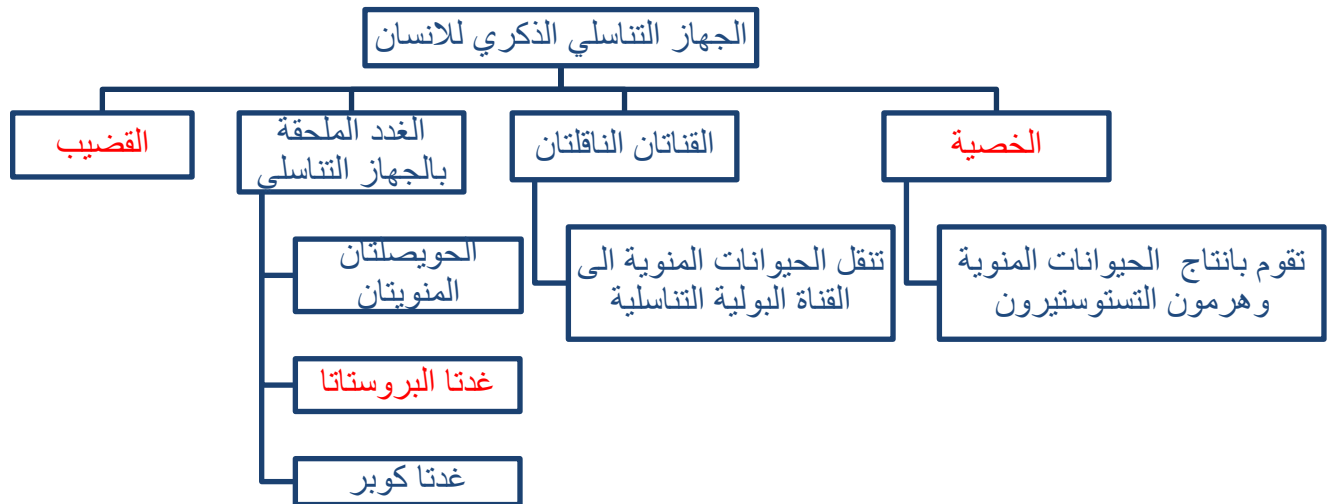 الجهاز التناسلي الذكري للانسان
الخصية
تقوم بانتاج الحيوانات المنوية
وهرمون التستوستيرون
القناتان الناقلتان
تنقل الحيوانات المنوية الى
القناة البولية التناسلية
الغدد الملحقة
بالجهاز التناسلي
الحويصلتان
المنويتان
غدتا البروستاتا
غدتا كوبر
القضيب